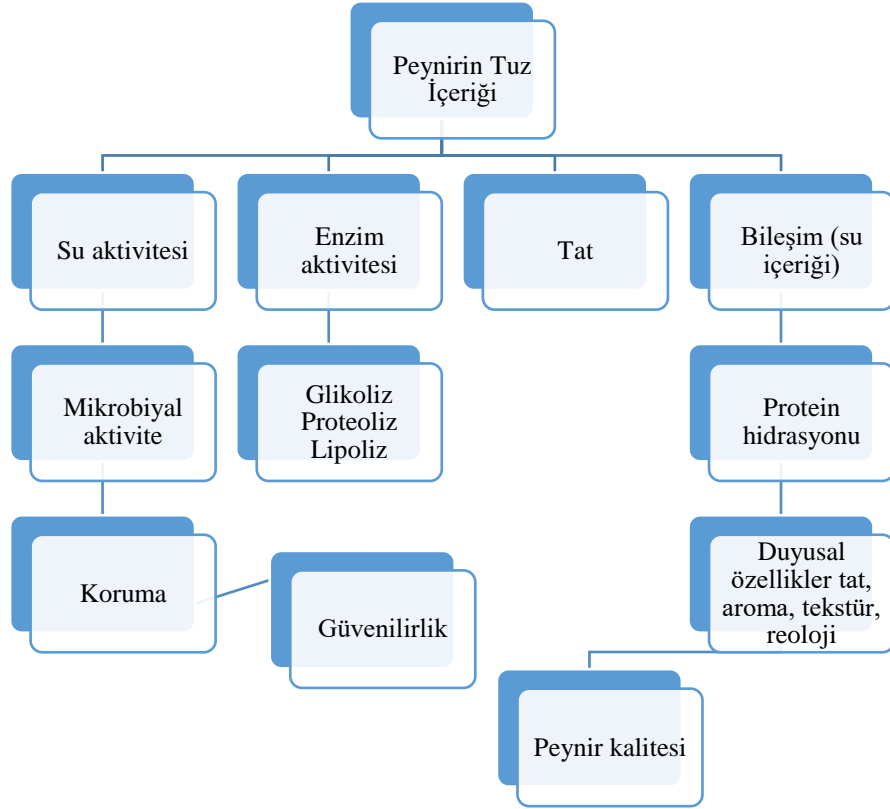 Peynirin Tuz
İçeriği
Su aktivitesi
Enzim
aktivitesi
Tat
Bileşim (su
içeriği)
Mikrobiyal
aktivite
Glikoliz
Proteoliz
Lipoliz
Protein
hidrasyonu
Koruma
Güvenilirlik
Duyusal
özellikler tat,
aroma, tekstür,
reoloji
Peynir kalitesi